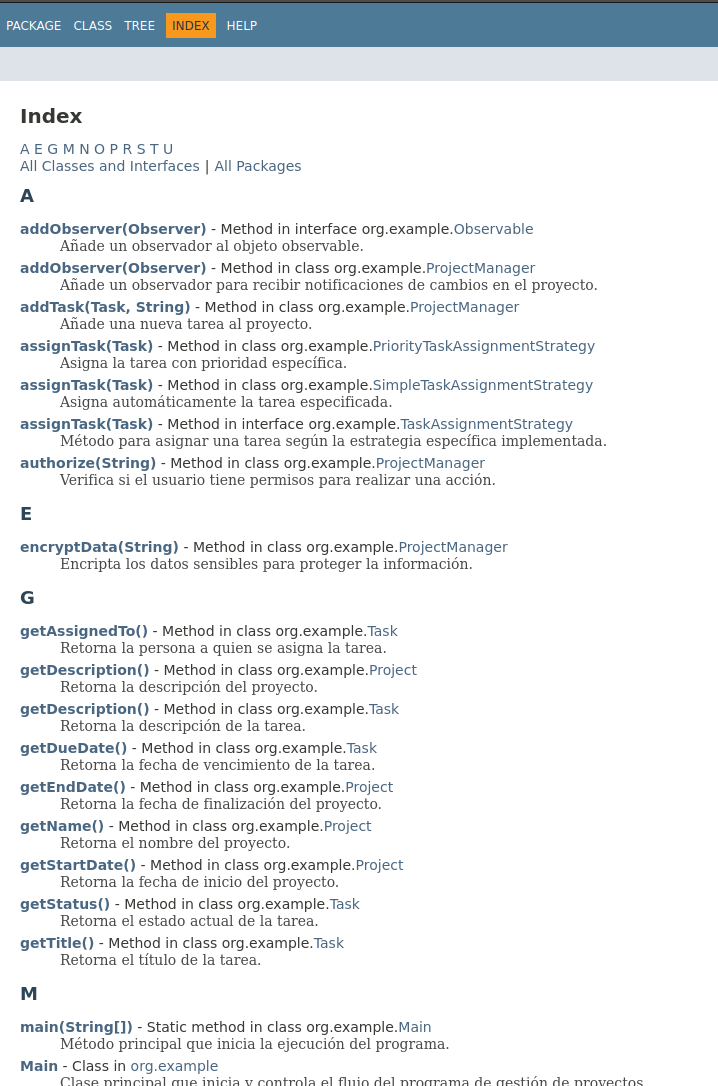 PACKAGE CLASS TREE INDEX HELP
Index
A E G M N O P R S T U
All Classes and Interfaces | All Packages
A
addObserver(Observer) - Method in interface org.example.Observable
Añade un observador al objeto observable.
addObserver(Observer) - Method in class org.example.ProjectManager
Añade un observador para recibir notificaciones de cambios en el proyecto.
addTask(Task, String) - Method in class org.example.ProjectManager
Añade una nueva tarea al proyecto.
assignTask(Task) - Method in class org.example.PriorityTaskAssignmentStrategy
Asigna la tarea con prioridad específica.
assignTask(Task) - Method in class org.example.SimpleTaskAssignmentStrategy
Asigna automáticamente la tarea especificada.
assignTask(Task) - Method in interface org.example.TaskAssignmentStrategy
Método para asignar una tarea según la estrategia específica implementada.
authorize(String) - Method in class org.example.ProjectManager
Verifica si el usuario tiene permisos para realizar una acción.
E
encryptData(String) - Method in class org.example.ProjectManager
Encripta los datos sensibles para proteger la información.
G
getAssignedTo() - Method in class org.example.Task
Retorna la persona a quien se asigna la tarea.
getDescription() - Method in class org.example.Project
Retorna la descripción del proyecto.
getDescription() - Method in class org.example.Task
Retorna la descripción de la tarea.
getDueDate() - Method in class org.example.Task
Retorna la fecha de vencimiento de la tarea.
getEndDate() - Method in class org.example.Project
Retorna la fecha de finalización del proyecto.
getName() - Method in class org.example.Project
Retorna el nombre del proyecto.
getStartDate() - Method in class org.example.Project
Retorna la fecha de inicio del proyecto.
getStatus() - Method in class org.example.Task
Retorna el estado actual de la tarea.
getTitle() - Method in class org.example.Task
Retorna el título de la tarea.
M
main(String[]) - Static method in class org.example.Main
Método principal que inicia la ejecución del programa.
Main - Class in org.example
Clase principal que inicia y controla el flujo del programa de gestión de proyectos.